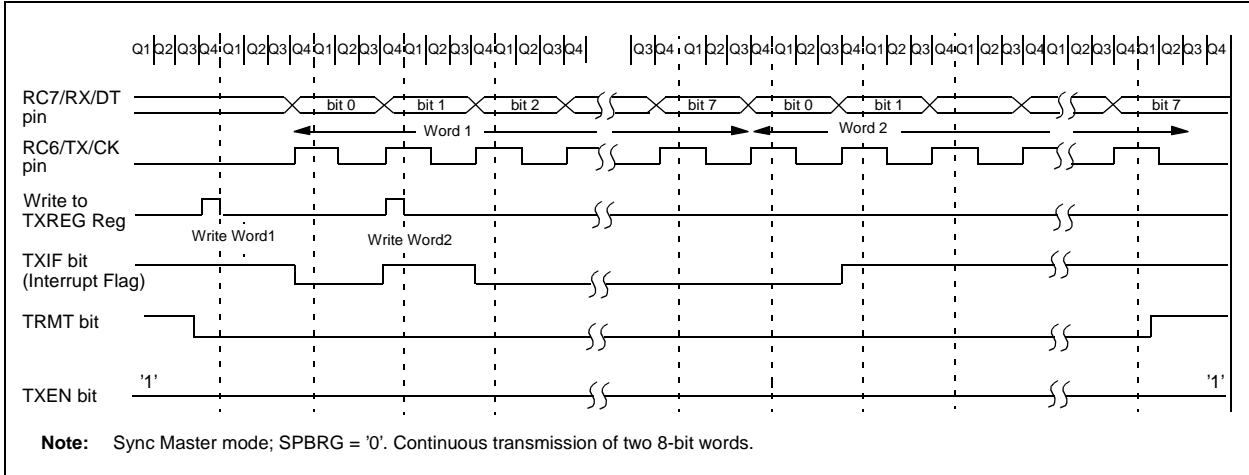 Q1 Q2 Q3 Q4 Q1 Q2 Q3 Q4 Q1 Q2 Q3 Q4 Q1 Q2 Q3 Q4 Q1 Q2 Q3 Q4 Q3 Q4 Q1 Q2 Q3 Q4 Q1 Q2 Q3 Q4 Q1 Q2 Q3 Q4 Q1 Q2 Q3 Q4 Q1 Q2 Q3 Q4 Q1 Q2 Q3 Q4
RC7/RX/DT
pin
bit 0 bit 1 bit 2 bit 7 bit 0 bit 1 bit 7
Word 1 Word 2
RC6/TX/CK
pin
Write to
TXREG Reg
Write Word1 Write Word2
TXIF bit
(Interrupt Flag)
TRMT bit
'1' '1'
TXEN bit
Note: Sync Master mode; SPBRG = '0'. Continuous transmission of two 8-bit words.